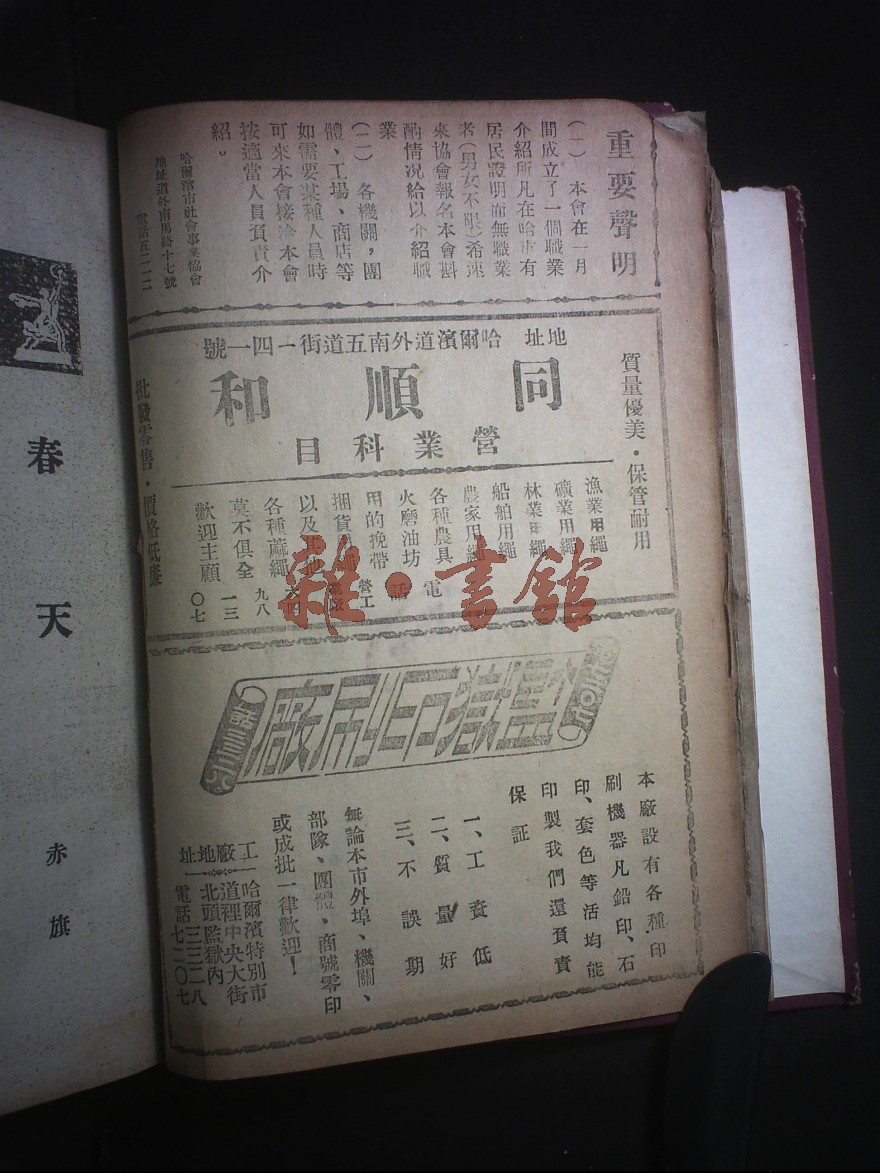 重要聲明
（一）　本會在一月
間成立了一個職業
介紹所凡在哈市有
居民證明而無職業
者（男女不限）希速
來協會報名本會斟
酌情況給以介紹職
業
（二）　各機關，團
體、工場、商店等
如需要某種人員時
可來本會接洽本會
按適當人員負責介
紹。
哈爾濱市社會事業協會
地址道外南馬路十七號
電話五二一二
質量優美・保管耐用
地址　哈爾濱道外南五道街一四一號
同順和
營業科目
漁業用繩
礦業用繩
林業用繩
船舶用繩
農家用繩
各種農具
火磨油坊
用的挽帶
捆貨用繩
以及其他
各種蔴繩
莫不俱全
歡迎主顧
電話
營工
九八
一三
〇七
批發零售・價格低廉
監獄印刷廠
本廠設有各種印
刷機器凡鉛印、石
印、套色等活均能
印製我們還負責
保証
一、工資低
二、質量好
三、不誤期
無論本市外埠、機關、
部隊、團體，商號零印
或成批一律歡迎！
工廠地址
哈爾濱特別市
道裡中央大街
北頭監獄內
電話　三三二八
七二〇七
春天
赤旗
雜・書館